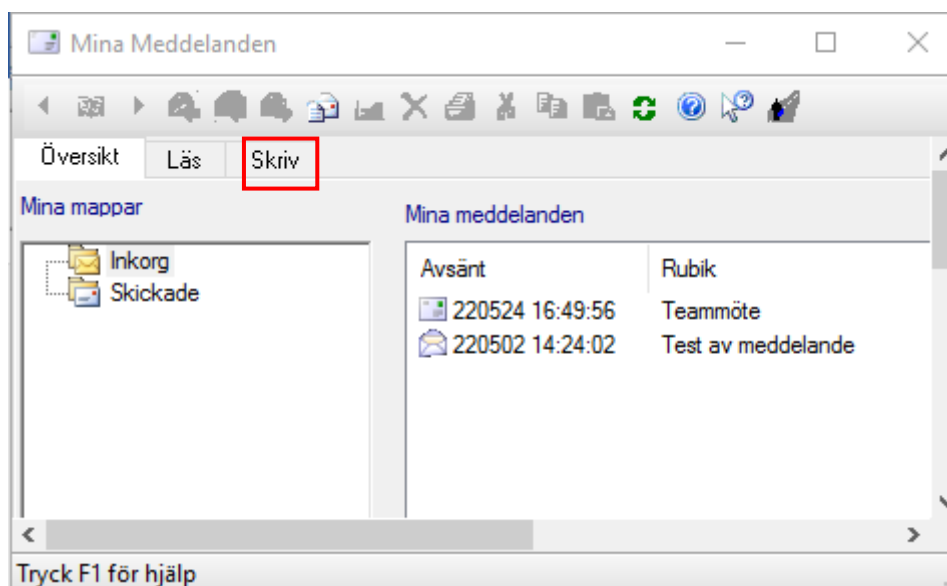 Mina Meddelanden
Översikt Läs Skriv
Mina mappar
Inkorg
Skickade
Mina meddelanden
Avsänt Rubik
220524 16:49:56 Teammöte
220502 14:24:02 Test av meddelande
Tryck F1 för hjälp